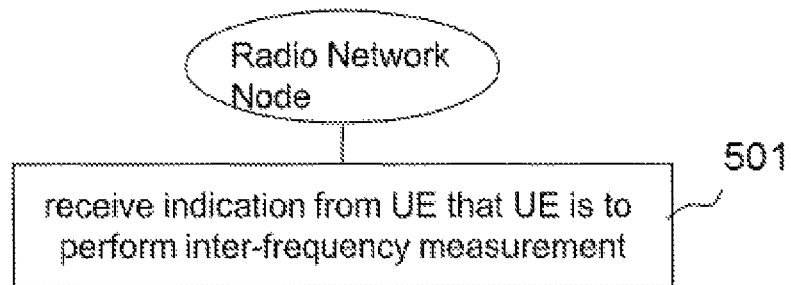 Radio Network
Node
501
receive indication from UE that UE is to
perform inter-frequency measurement